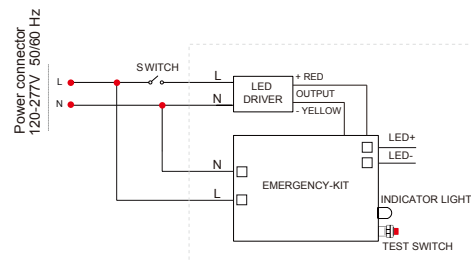 Power connector
120-277V 50/60 Hz
SWITCH
L
L
N
N
LED
DRIVER
+ RED
OUTPUT
- YELLOW
N
L
EMERGENCY-KIT
LED+
LED-
INDICATOR LIGHT
TEST SWITCH